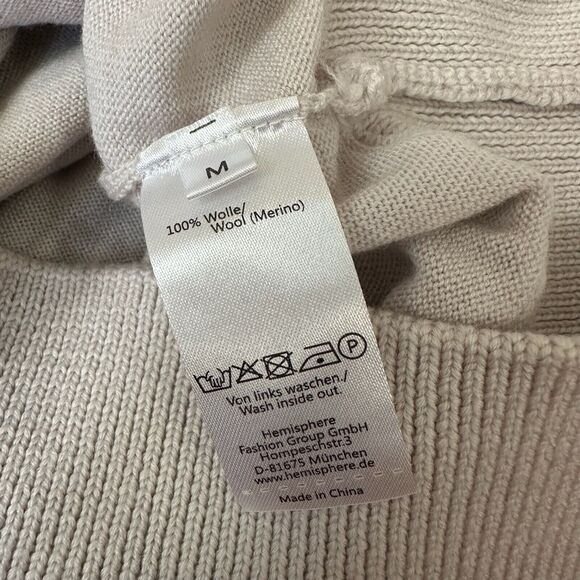 M
100% Wolle/
Wool (Merino)
P
Von links waschen./
Wash inside out.
Hemisphere
Fashion Group GmbH
Hompeschstr.3
D-81675 München
www.hemisphere.de
Made in China